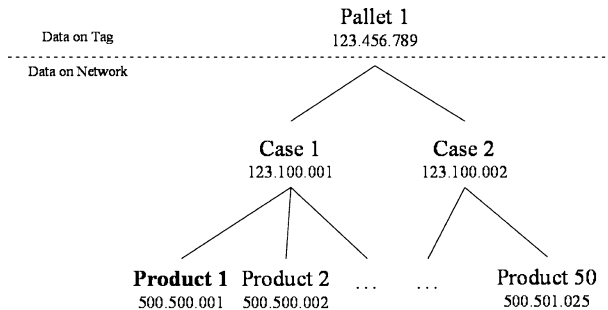 Pallet 1
Data on Tag
123.456.789
Data on Network
Case 1
Case 2
123.100.001
123.100.002
Product 1
Product 2
... ...
Product 50
500.500.001
500.500.002
500.501.025